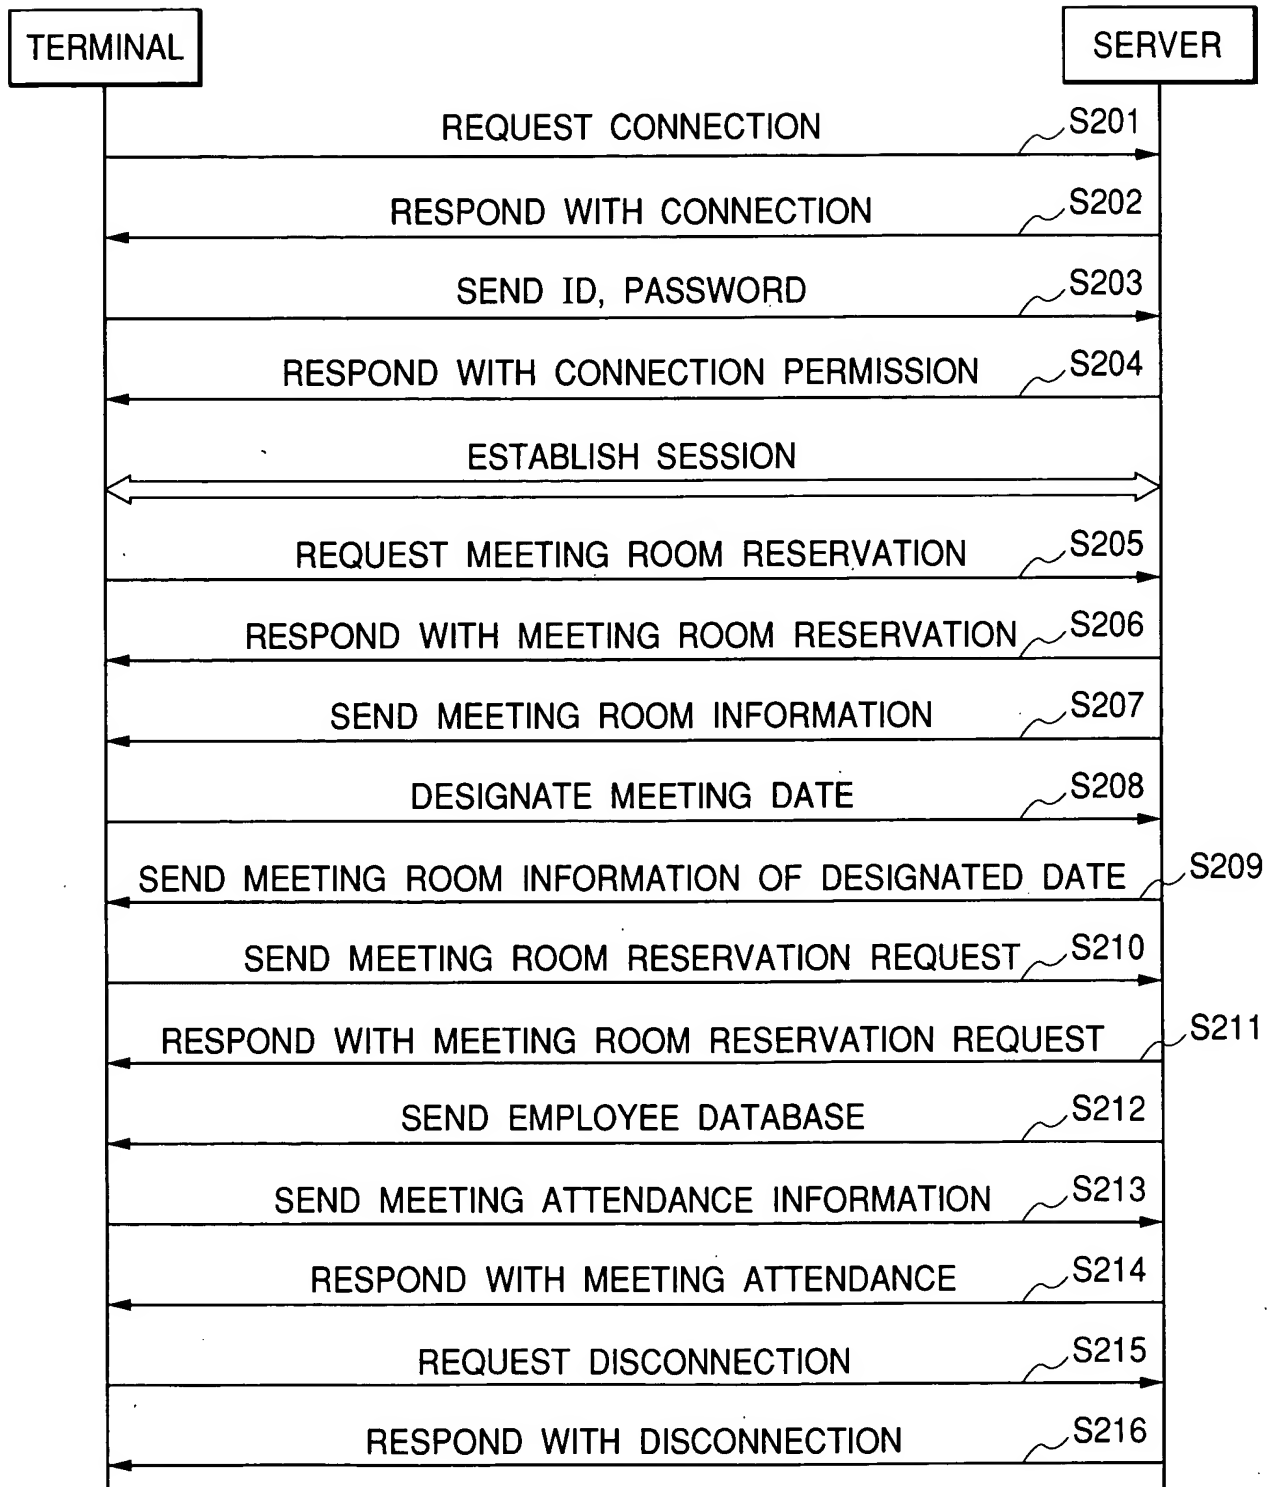 TERMINAL
SERVER
REQUEST CONNECTION
S201
RESPOND WITH CONNECTION
S202
SEND ID, PASSWORD
S203
RESPOND WITH CONNECTION PERMISSION
S204
ESTABLISH SESSION
REQUEST MEETING ROOM RESERVATION
S205
RESPOND WITH MEETING ROOM RESERVATION
S206
SEND MEETING ROOM INFORMATION
S207
DESIGNATE MEETING DATE
S208
SEND MEETING ROOM INFORMATION OF DESIGNATED DATE
S209
SEND MEETING ROOM RESERVATION REQUEST
S210
RESPOND WITH MEETING ROOM RESERVATION REQUEST
S211
SEND EMPLOYEE DATABASE
S212
SEND MEETING ATTENDANCE INFORMATION
S213
RESPOND WITH MEETING ATTENDANCE
S214
REQUEST DISCONNECTION
S215
RESPOND WITH DISCONNECTION
S216